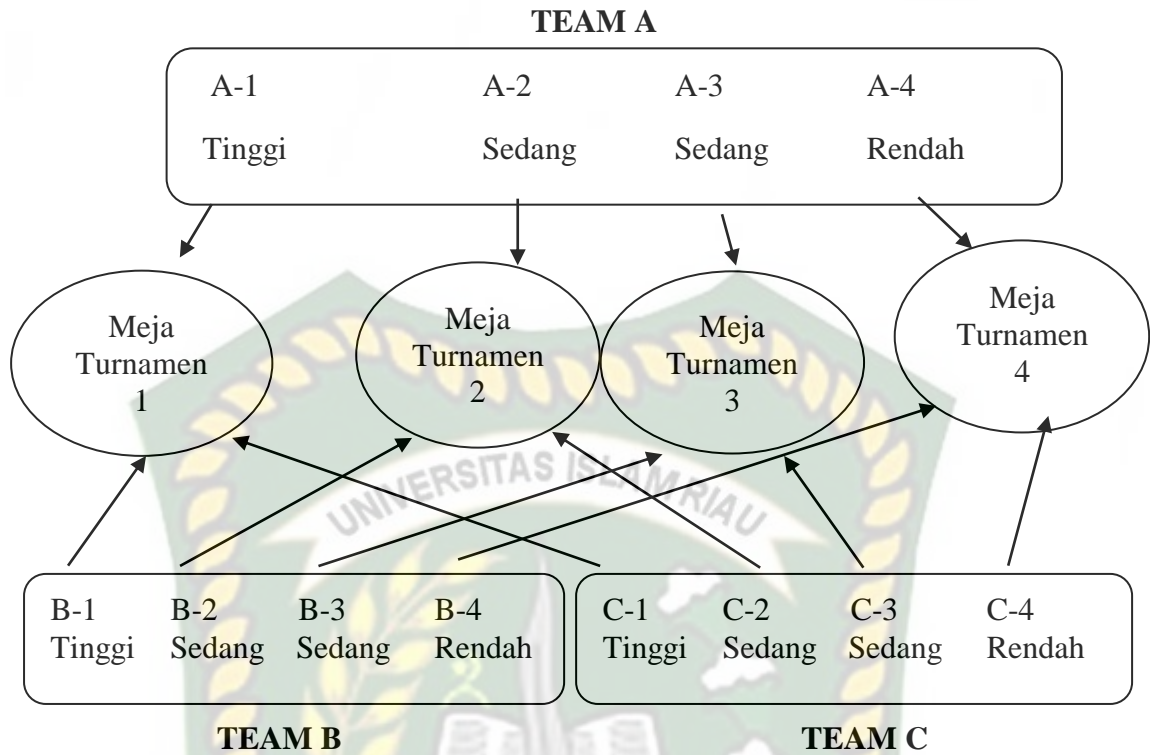 TEAM A
A-1 A-2 A-3 A-4
Tinggi Sedang Sedang Rendah
Meja
Turnamen
1
Meja
Turnamen
2
Meja
Turnamen
3
Meja
Turnamen
4
UNIVERSITAS ISLAM RIAU
B-1 B-2 B-3 B-4
Tinggi Sedang Sedang Rendah
C-1 C-2 C-3 C-4
Tinggi Sedang Sedang Rendah
TEAM B
TEAM C